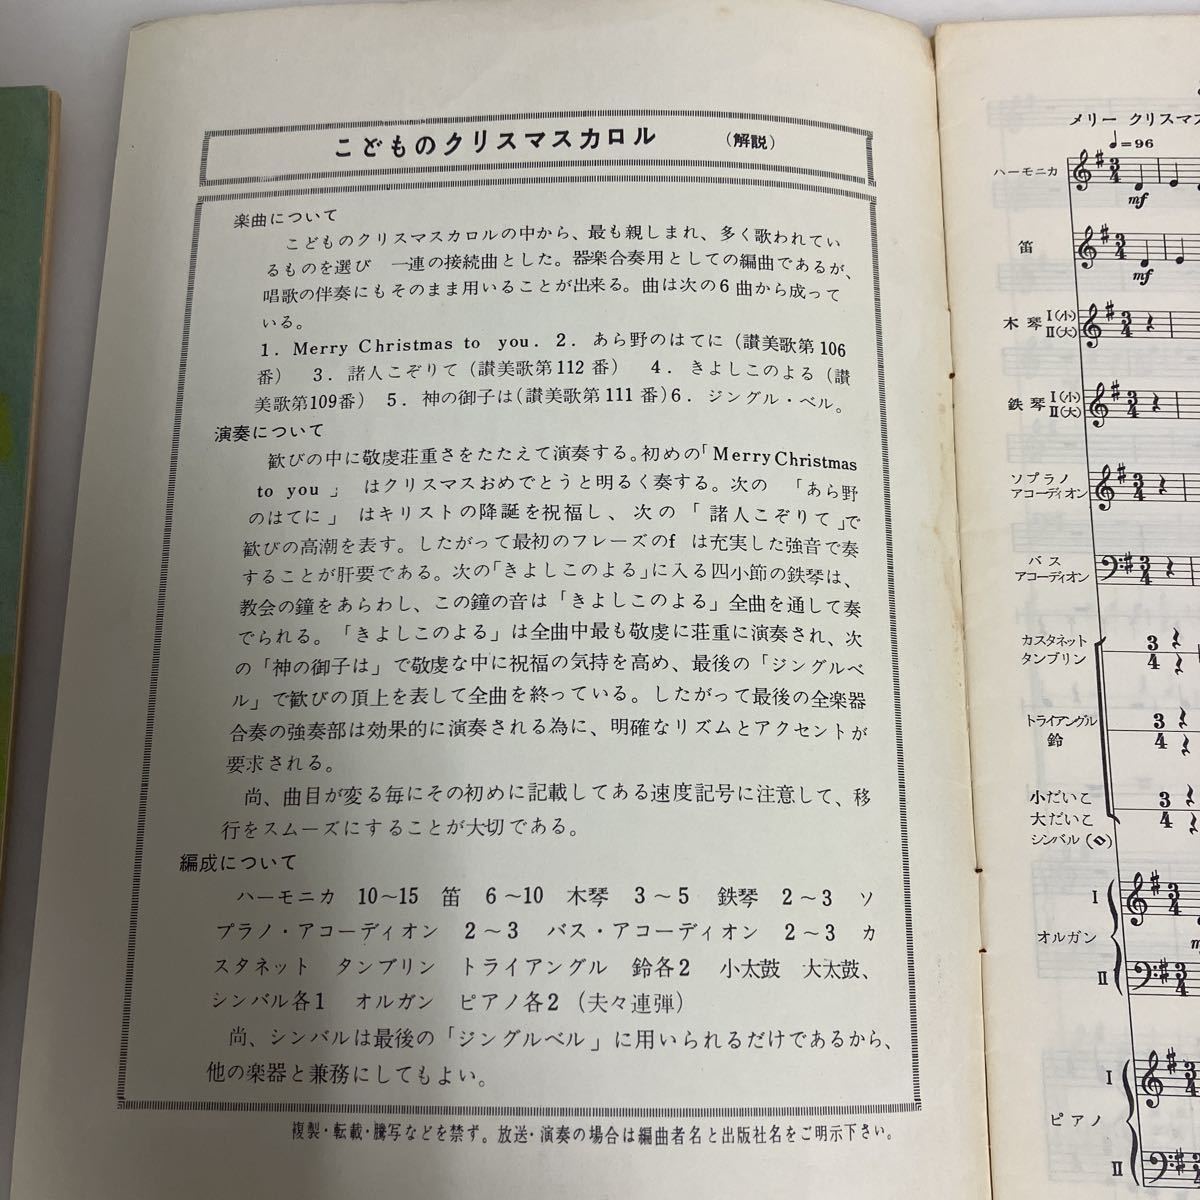 こどものクリスマスカロル　（解説）
楽曲について
こどものクリスマスカロルの中から、最も親しまれ、多く歌われてい
るものを選び　一連の接続曲とした。器楽合奏用としての編曲であるが、
唱歌の伴奏にもそのまま用いることが出来る。曲は次の6曲から成って
いる。
1．Merry Christmas to you．2．あら野のはてに（讃美歌第106
番）　3．諸人こぞりて（讃美歌第112番）　4．きよしこのよる（讃
美歌第109番）　5．神の御子は（讃美歌第111番）6．ジングル・ベル。
演奏について
歓びの中に敬虔荘重さをたたえて演奏する。初めの「Merry Christmas
to you」　はクリスマスおめでとうと明るく奏する。次の　「あら野
のはてに」　はキリストの降誕を祝福し、次の「諸人こぞりて」で
歓びの高潮を表す。したがって最初のフレーズのf は充実した強音で奏
することが肝要である。次の「きよしこのよる」に入る四小節の鉄琴は、
教会の鐘をあらわし、この鐘の音は「きよしこのよる」全曲を通して奏
でられる。「きよしこのよる」は全曲中最も敬虔に荘重に演奏され、次
の「神の御子は」で敬虔な中に祝福の気持を高め、最後の「ジングルベ
ル」で歓びの頂上を表して全曲を終っている。したがって最後の全楽器
合奏の強奏部は効果的に演奏される為に、明確なリズムとアクセントが
要求される。
尚、曲目が変る毎にその初めに記載してある速度記号に注意して、移
行をスムーズにすることが大切である。
編成について
ハーモニカ　10〜15　笛　6〜10　木琴　3〜5　鉄琴　2〜3　ソ
プラノ・アコーディオン　2〜3　バス・アコーディオン　2〜3　カ
スタネット　タンブリン　トライアングル　鈴各2　小太鼓　大太鼓、
シンバル各1　オルガン　ピアノ各2（夫々連弾）
尚、シンバルは最後の「ジングルベル」に用いられるだけであるから、
他の楽器と兼務にしてもよい。
複製・転載・騰写などを禁ず。放送・演奏の場合は編曲者名と出版社名をご明示下さい。
メリー クリスマス
♩=96
ハーモニカ
mf
笛
mf
木琴 Ⅰ(小)
Ⅱ(大)
鉄琴 Ⅰ(小)
Ⅱ(大)
ソプラノ
アコーディオン
バス
アコーディオン
カスタネット
タンブリン
トライアングル
鈴
小だいこ
大だいこ
シンバル
Ⅰ
オルガン
Ⅱ
Ⅰ
ピアノ
Ⅱ